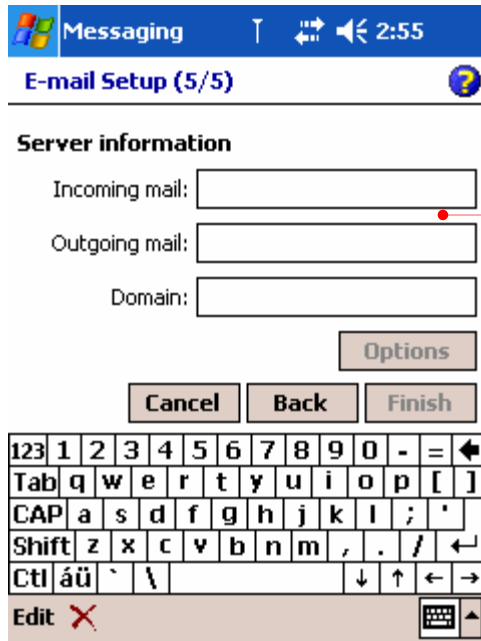 Messaging 2:55
E-mail Setup (5/5) ?
Server information
Incoming mail:
Outgoing mail:
Domain:
Options
Cancel Back Finish
123 1 2 3 4 5 6 7 8 9 0 - = 🡄
Tab q w e r t y u i o p [ ]
CAP a s d f g h j k l ; '
Shift z x c v b n m , . / ↵
Ctl áü ` \ ↓ ↑ ← →
Edit